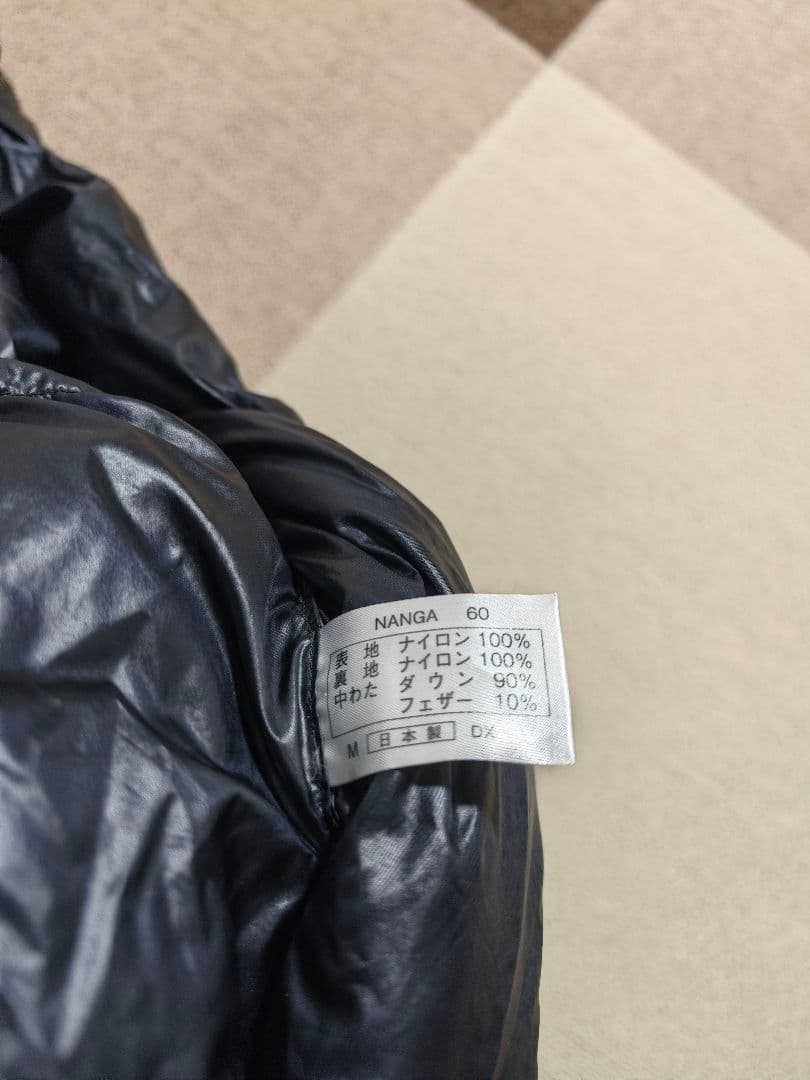 NANGA 60
表 地 ナイロン 100%
裏 地 ナイロン 100%
中わた ダ ウ ン 90%
フェザー 10%
M 日本製 DX